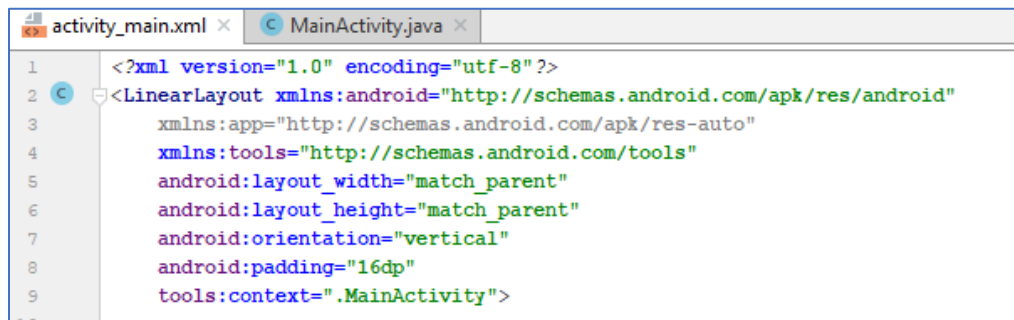 activity_main.xml MainActivity.java
1 <?xml version="1.0" encoding="utf-8"?>
2 C <LinearLayout xmlns:android="http://schemas.android.com/apk/res/android"
3 xmlns:app="http://schemas.android.com/apk/res-auto"
4 xmlns:tools="http://schemas.android.com/tools"
5 android:layout_width="match_parent"
6 android:layout_height="match_parent"
7 android:orientation="vertical"
8 android:padding="16dp"
9 tools:context=".MainActivity">